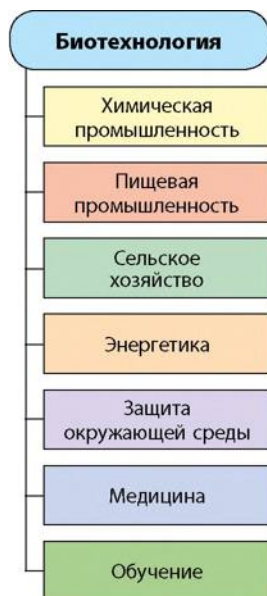 Биотехнология
Химическая
промышленность
Пищевая
промышленность
Сельское
хозяйство
Энергетика
Защита
окружающей среды
Медицина
Обучение